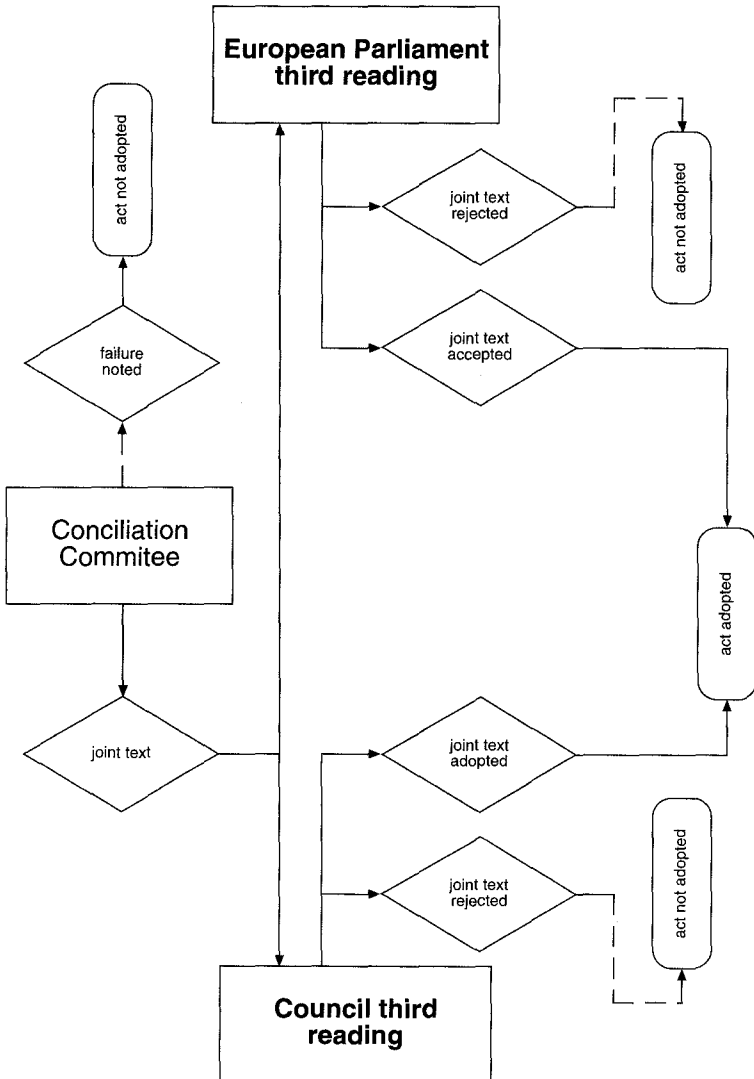 European Parliament
third reading
act not adopted
joint text
rejected
act not adopted
joint text
accepted
failure
noted
Conciliation
Commitee
act adopted
joint text
joint text
adopted
joint text
rejected
act not adopted
Council third
reading